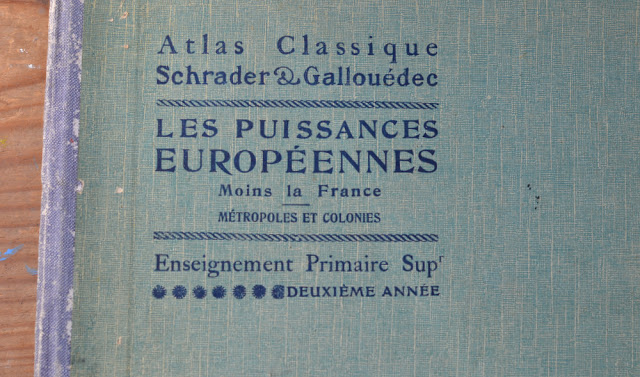 Atlas Classique
Schrader & Gallouédec
LES PUISSANCES
EUROPÉENNES
Moins la France
MÉTROPOLES ET COLONIES
Enseignement Primaire Supʳ
DEUXIÈME ANNÉE